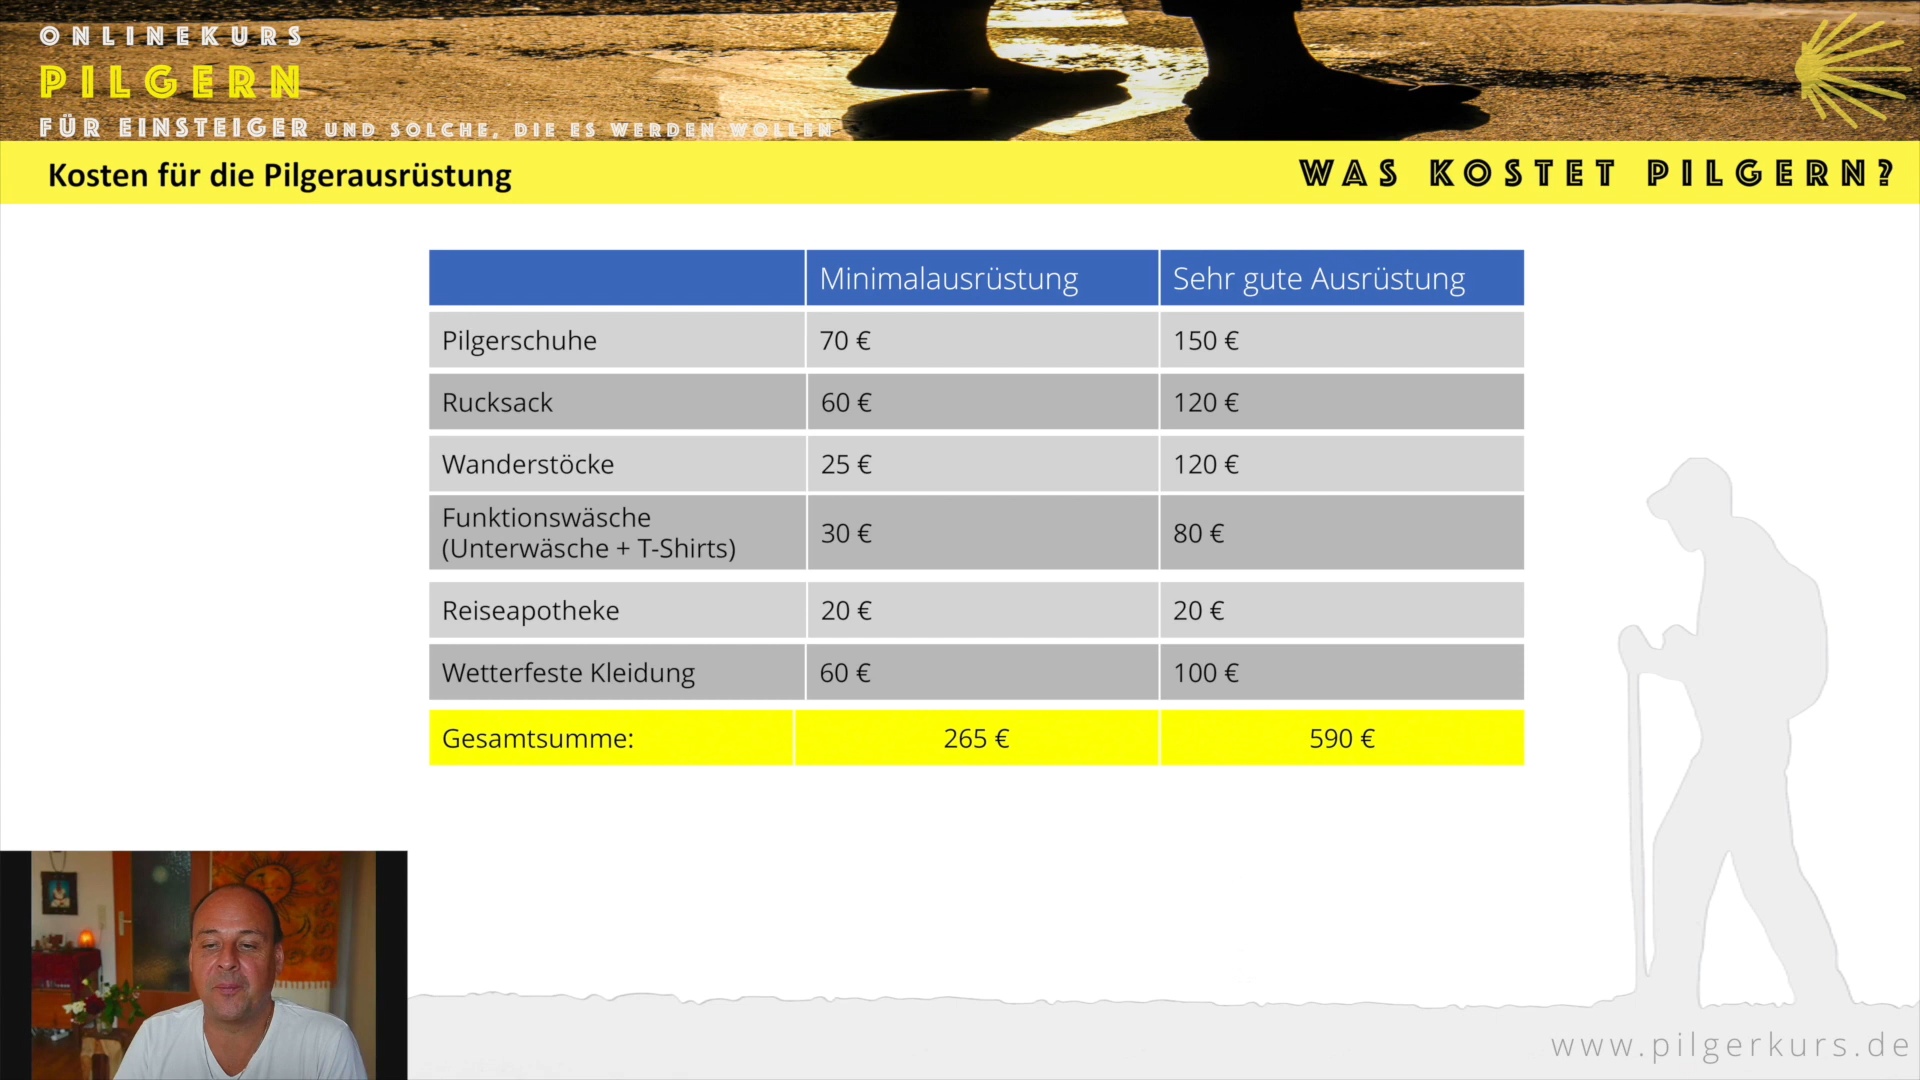 ONLINEKURS
PILGERN
FÜR EINSTEIGER UND SOLCHE, DIE ES WERDEN WOLLEN
Kosten für die Pilgerausrüstung
WAS KOSTET PILGERN?
Minimalausrüstung Sehr gute Ausrüstung
Pilgerschuhe 70 € 150 €
Rucksack 60 € 120 €
Wanderstöcke 25 € 120 €
Funktionswäsche
(Unterwäsche + T-Shirts) 30 € 80 €
Reiseapotheke 20 € 20 €
Wetterfeste Kleidung 60 € 100 €
Gesamtsumme: 265 € 590 €
www.pilgerkurs.de